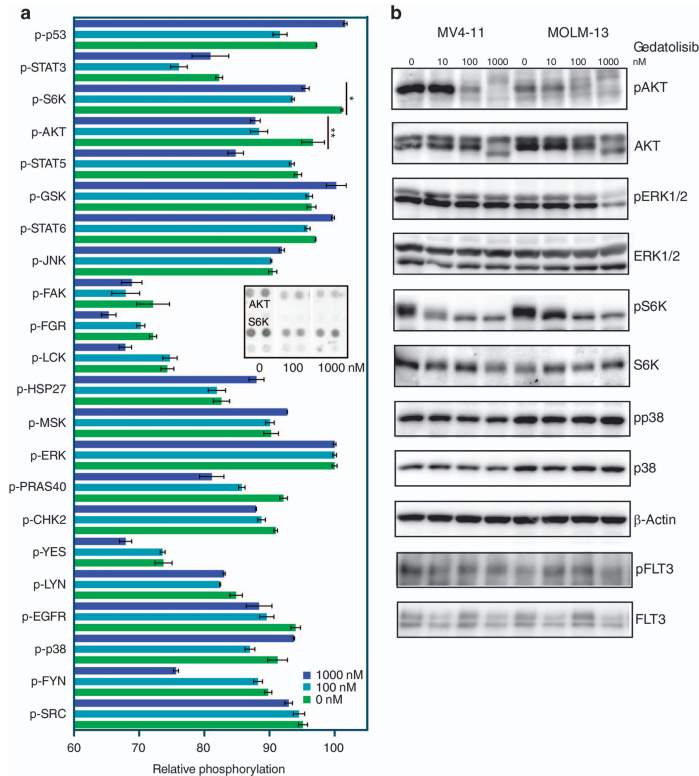 a
p-p53
p-STAT3
p-S6K
*
p-AKT
**
p-STAT5
p-GSK
p-STAT6
p-JNK
p-FAK
p-FGR
p-LCK
p-HSP27
p-MSK
p-ERK
p-PRAS40
p-CHK2
p-YES
p-LYN
p-EGFR
p-p38
p-FYN
p-SRC
AKT
S6K
0 100 1000 nM
1000 nM
100 nM
0 nM
60 70 80 90 100
Relative phosphorylation
b
MV4-11 MOLM-13
Gedatolisib
0 10 100 1000 0 10 100 1000 nM
pAKT
AKT
pERK1/2
ERK1/2
pS6K
S6K
pp38
p38
β-Actin
pFLT3
FLT3